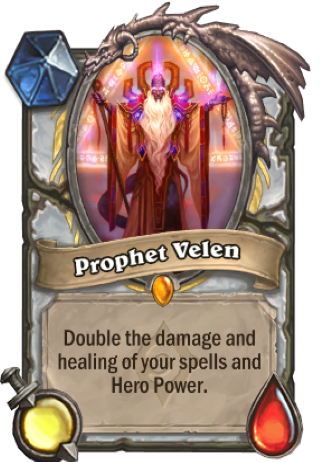 Prophet Velen
Double the damage and
healing of your spells and
Hero Power.